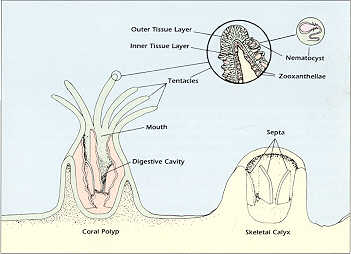 Outer Tissue Layer
Inner Tissue Layer
Nematocyst
Zooxanthellae
Tentacles
Mouth
Septa
Digestive Cavity
Coral Polyp
Skeletal Calyx